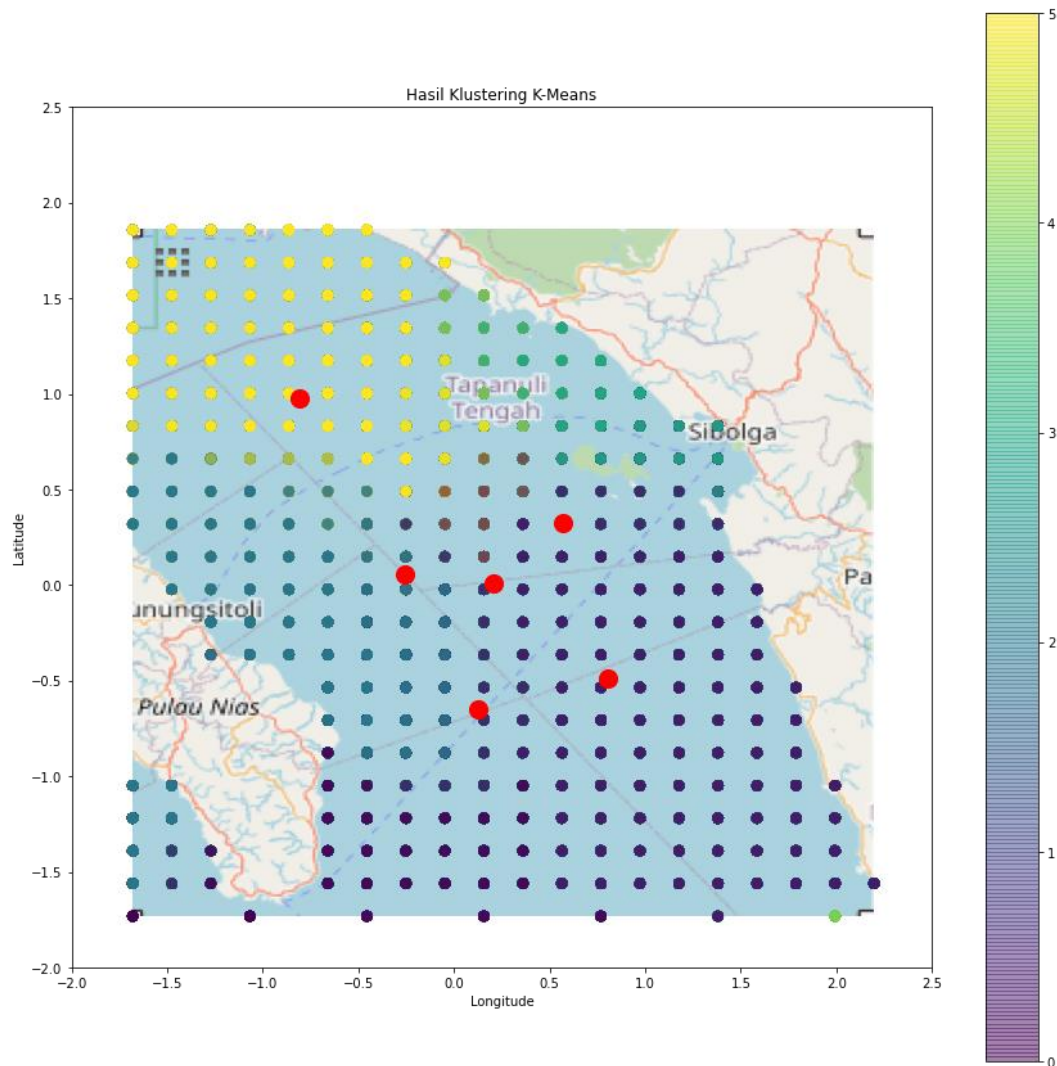 Hasil Klustering K-Means
5
4
3
2
1
0
2.5
2.0
1.5
1.0
0.5
0.0
−0.5
−1.0
−1.5
−2.0
Latitude
Tapanuli
Tengah
Sibolga
Pa
unungsitoli
Pulau Nias
−2.0 −1.5 −1.0 −0.5 0.0 0.5 1.0 1.5 2.0 2.5
Longitude